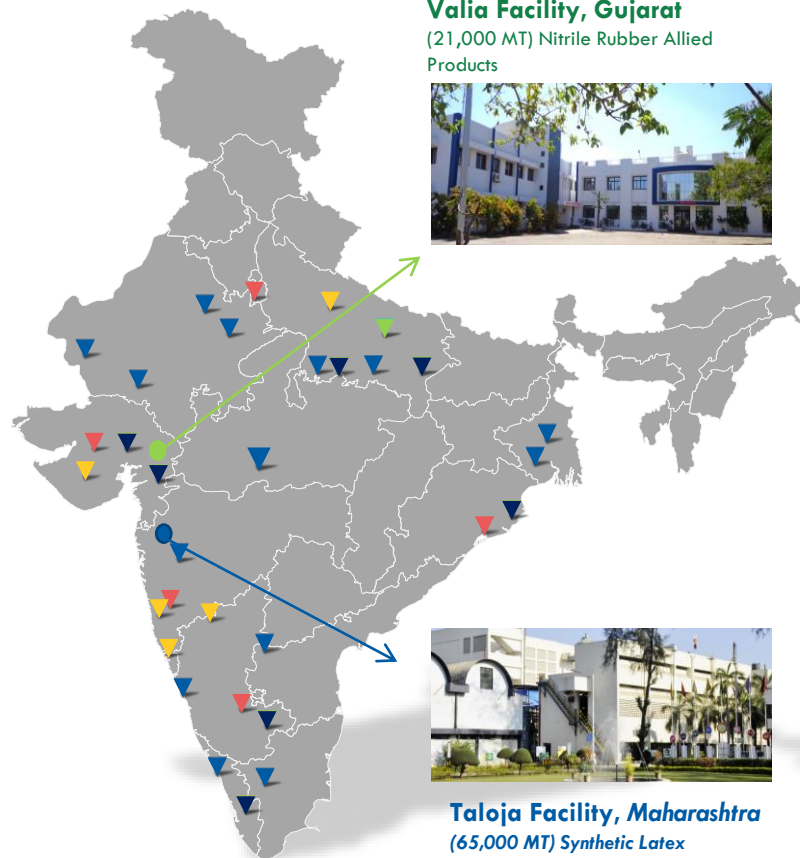 Valia Facility, Gujarat
(21,000 MT) Nitrile Rubber Allied
Products
Taloja Facility, Maharashtra
(65,000 MT) Synthetic Latex